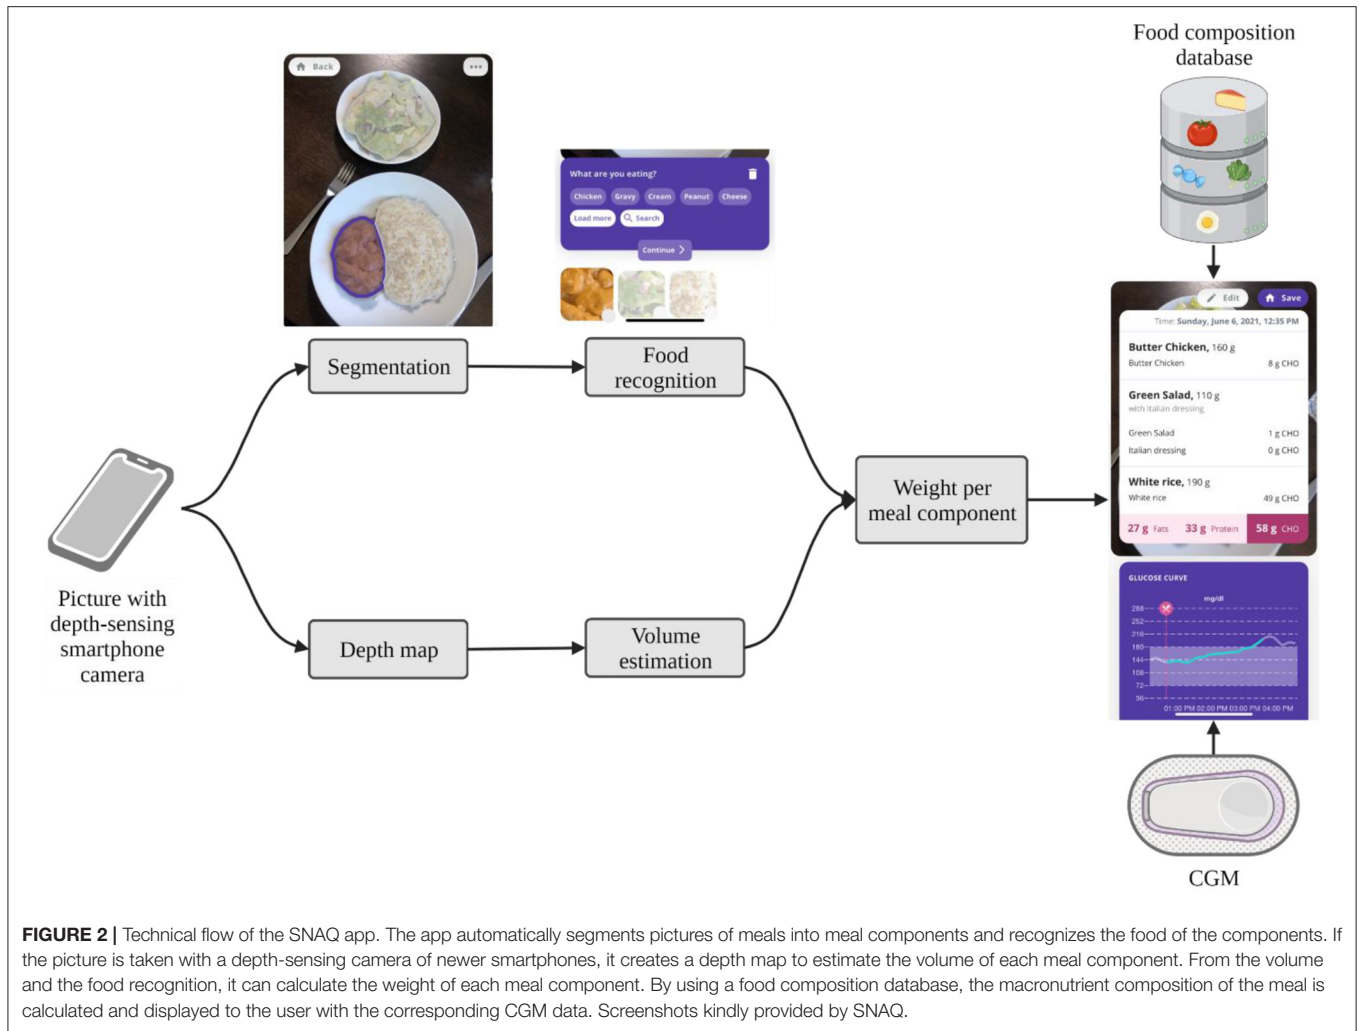 Food composition
database
Back
What are you eating?
Chicken Gravy Cream Peanut Cheese
Load more Search
Continue
Segmentation
Food
recognition
Picture with
depth-sensing
smartphone
camera
Depth map
Volume
estimation
Weight per
meal component
Edit Save
Time: Sunday, June 6, 2021, 12:35 PM
Butter Chicken, 160 g
Butter Chicken 8 g CHO
Green Salad, 110 g
with Italian dressing
Green Salad 1 g CHO
Italian dressing 0 g CHO
White rice, 190 g
White rice 49 g CHO
27 g Fats 33 g Protein 58 g CHO
GLUCOSE CURVE
mg/dl
288
252
216
180
144
108
72
36
01:00 PM 02:00 PM 03:00 PM 04:00 PM
CGM
FIGURE 2 | Technical flow of the SNAQ app. The app automatically segments pictures of meals into meal components and recognizes the food of the components. If
the picture is taken with a depth-sensing camera of newer smartphones, it creates a depth map to estimate the volume of each meal component. From the volume
and the food recognition, it can calculate the weight of each meal component. By using a food composition database, the macronutrient composition of the meal is
calculated and displayed to the user with the corresponding CGM data. Screenshots kindly provided by SNAQ.